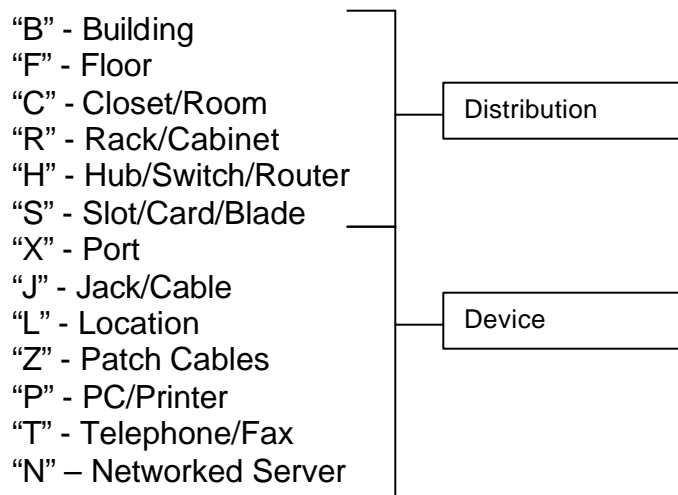 “B” - Building
“F” - Floor
“C” - Closet/Room
“R” - Rack/Cabinet
“H” - Hub/Switch/Router
“S” - Slot/Card/Blade
“X” - Port
“J” - Jack/Cable
“L” - Location
“Z” - Patch Cables
“P” - PC/Printer
“T” - Telephone/Fax
“N” – Networked Server
Distribution
Device